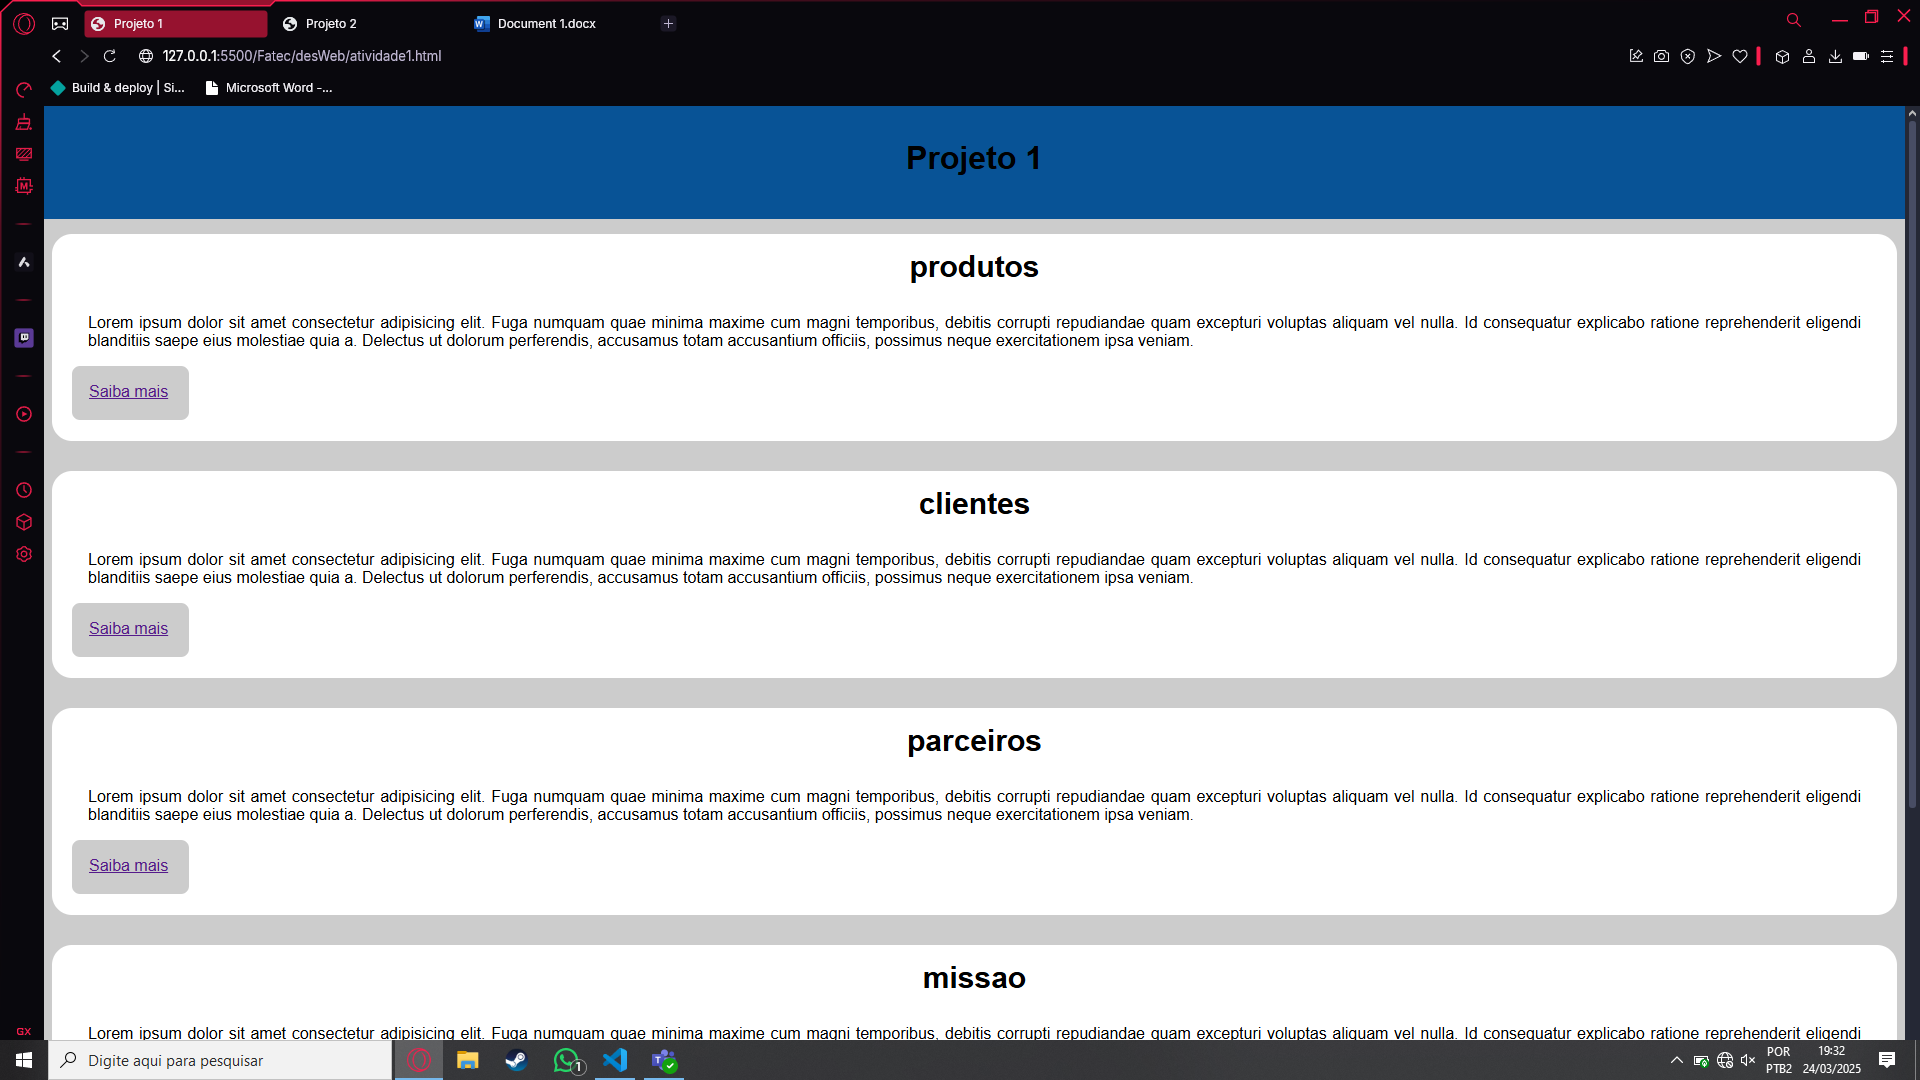 Projeto 1
Projeto 2
Document 1.docx
127.0.0.1:5500/Fatec/desWeb/atividade1.html
Build & deploy | Si...
Microsoft Word -...
Projeto 1
produtos
Lorem ipsum dolor sit amet consectetur adipisicing elit. Fuga numquam quae minima maxime cum magni temporibus, debitis corrupti repudiandae quam excepturi voluptas aliquam vel nulla. Id consequatur explicabo ratione reprehenderit eligendi
blanditiis saepe eius molestiae quia a. Delectus ut dolorum perferendis, accusamus totam accusantium officiis, possimus neque exercitationem ipsa veniam.
Saiba mais
clientes
Lorem ipsum dolor sit amet consectetur adipisicing elit. Fuga numquam quae minima maxime cum magni temporibus, debitis corrupti repudiandae quam excepturi voluptas aliquam vel nulla. Id consequatur explicabo ratione reprehenderit eligendi
blanditiis saepe eius molestiae quia a. Delectus ut dolorum perferendis, accusamus totam accusantium officiis, possimus neque exercitationem ipsa veniam.
Saiba mais
parceiros
Lorem ipsum dolor sit amet consectetur adipisicing elit. Fuga numquam quae minima maxime cum magni temporibus, debitis corrupti repudiandae quam excepturi voluptas aliquam vel nulla. Id consequatur explicabo ratione reprehenderit eligendi
blanditiis saepe eius molestiae quia a. Delectus ut dolorum perferendis, accusamus totam accusantium officiis, possimus neque exercitationem ipsa veniam.
Saiba mais
missao
Lorem ipsum dolor sit amet consectetur adipisicing elit. Fuga numquam quae minima maxime cum magni temporibus, debitis corrupti repudiandae quam excepturi voluptas aliquam vel nulla. Id consequatur explicabo ratione reprehenderit eligendi
GX
Digite aqui para pesquisar
1
POR
PTB2
19:32
24/03/2025